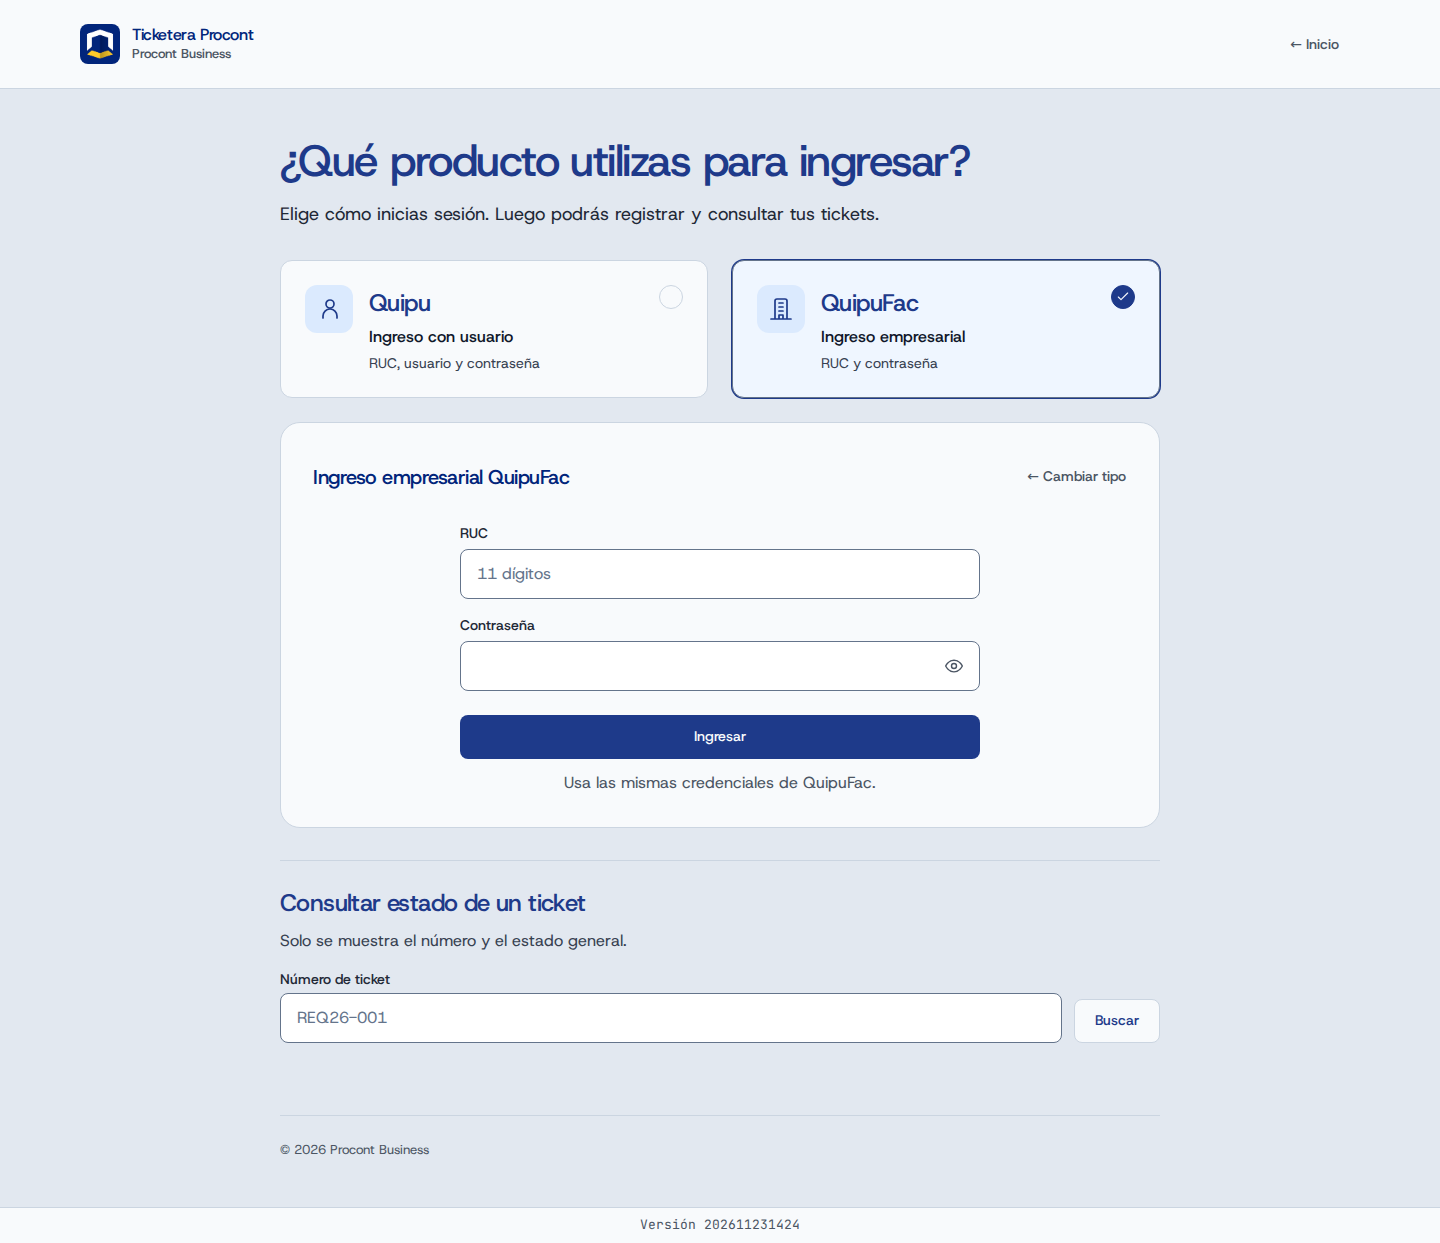 Ticketera Procont
Procont Business
← Inicio
¿Qué producto utilizas para ingresar?
Elige cómo inicias sesión. Luego podrás registrar y consultar tus tickets.
Quipu
Ingreso con usuario
RUC, usuario y contraseña
QuipuFac
Ingreso empresarial
RUC y contraseña
Ingreso empresarial QuipuFac
← Cambiar tipo
RUC
11 dígitos
Contraseña
Ingresar
Usa las mismas credenciales de QuipuFac.
Consultar estado de un ticket
Solo se muestra el número y el estado general.
Número de ticket
REQ26-001
Buscar
© 2026 Procont Business
Versión 202611231424